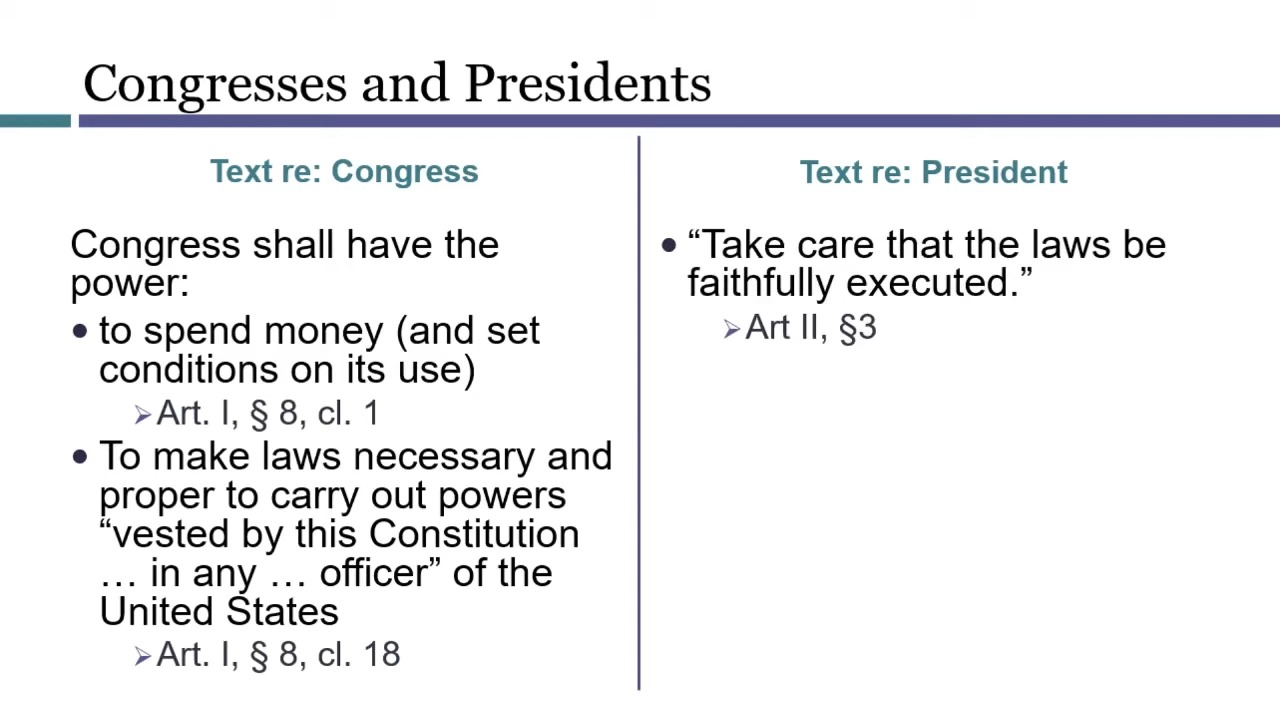 Congresses and Presidents
Text re: Congress
Congress shall have the
power:
• to spend money (and set
conditions on its use)
➢Art. I, § 8, cl. 1
• To make laws necessary and
proper to carry out powers
“vested by this Constitution
… in any … officer” of the
United States
➢Art. I, § 8, cl. 18
Text re: President
• “Take care that the laws be
faithfully executed.”
➢Art II, §3